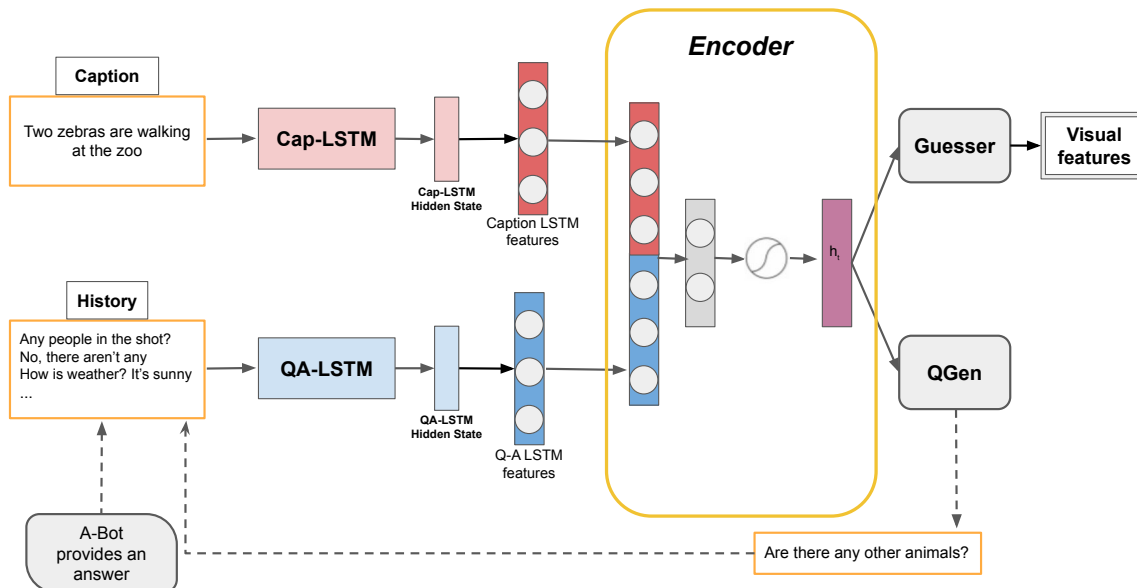 Encoder
Caption
Two zebras are walking
at the zoo
Cap-LSTM
Cap-LSTM
Hidden State
Caption LSTM
features
Guesser
Visual
features
h_t
History
Any people in the shot?
No, there aren't any
How is weather? It's sunny
...
QA-LSTM
QA-LSTM
Hidden State
Q-A LSTM
features
QGen
A-Bot
provides an
answer
Are there any other animals?